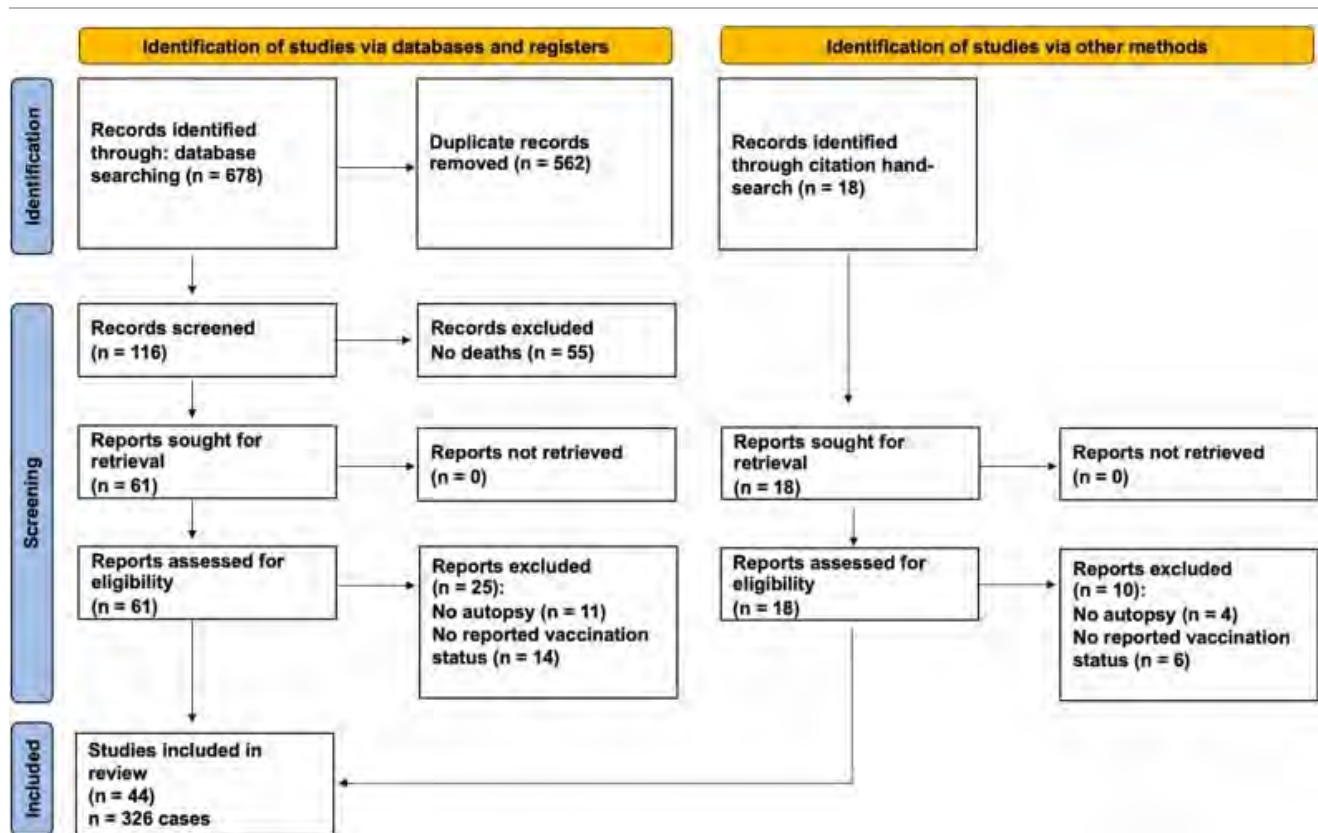 Identification of studies via databases and registers
Identification of studies via other methods
Identification
Records identified
through: database
searching (n = 678)
Duplicate records
removed (n = 562)
Records identified
through citation hand-
search (n = 18)
Screening
Records screened
(n = 116)
Records excluded
No deaths (n = 55)
Reports sought for
retrieval
(n = 61)
Reports not retrieved
(n = 0)
Reports sought for
retrieval
(n = 18)
Reports not retrieved
(n = 0)
Reports assessed for
eligibility
(n = 61)
Reports excluded
(n = 25):
No autopsy (n = 11)
No reported vaccination
status (n = 14)
Reports assessed for
eligibility
(n = 18)
Reports excluded
(n = 10):
No autopsy (n = 4)
No reported vaccination
status (n = 6)
Included
Studies included in
review
(n = 44)
n = 326 cases